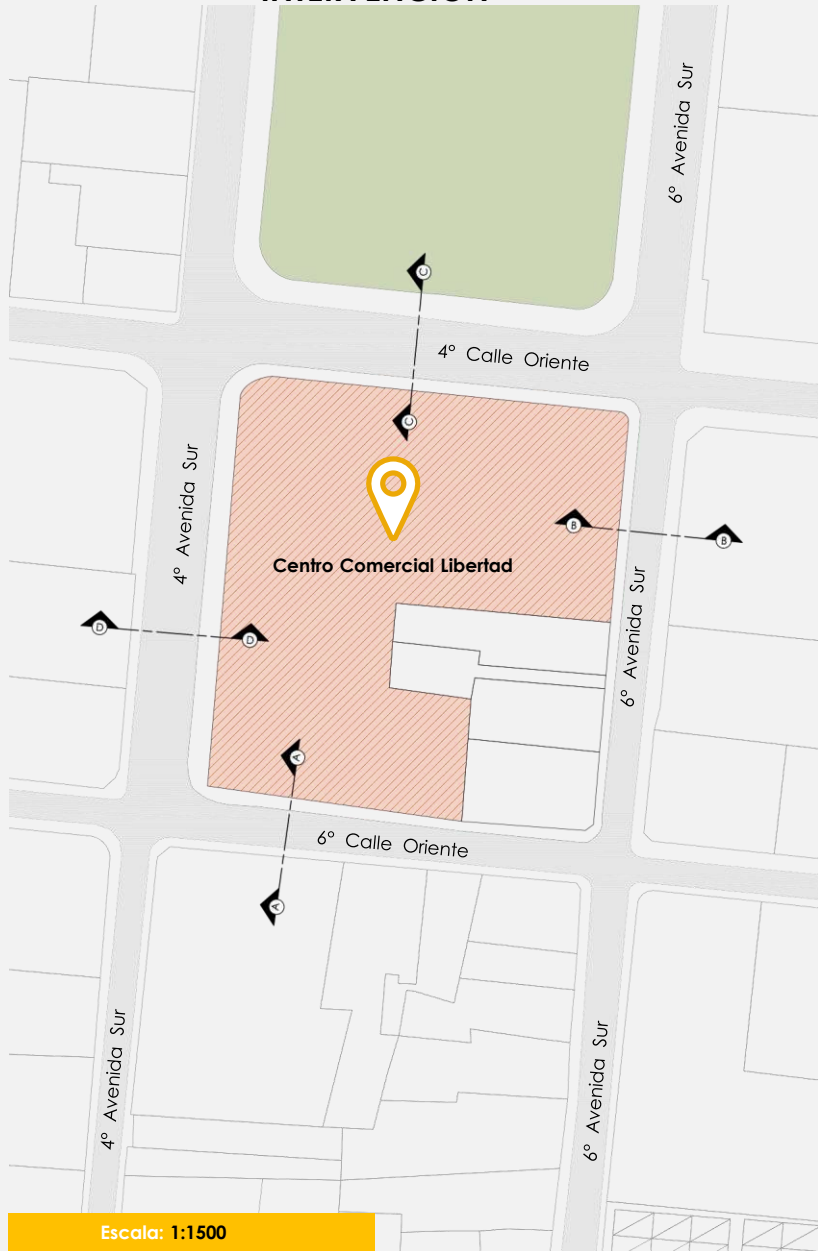 6° Avenida Sur
C
4° Calle Oriente
C
4° Avenida Sur
B
B
Centro Comercial Libertad
6° Avenida Sur
D
D
A
6° Calle Oriente
A
4° Avenida Sur
6° Avenida Sur
Escala: 1:1500